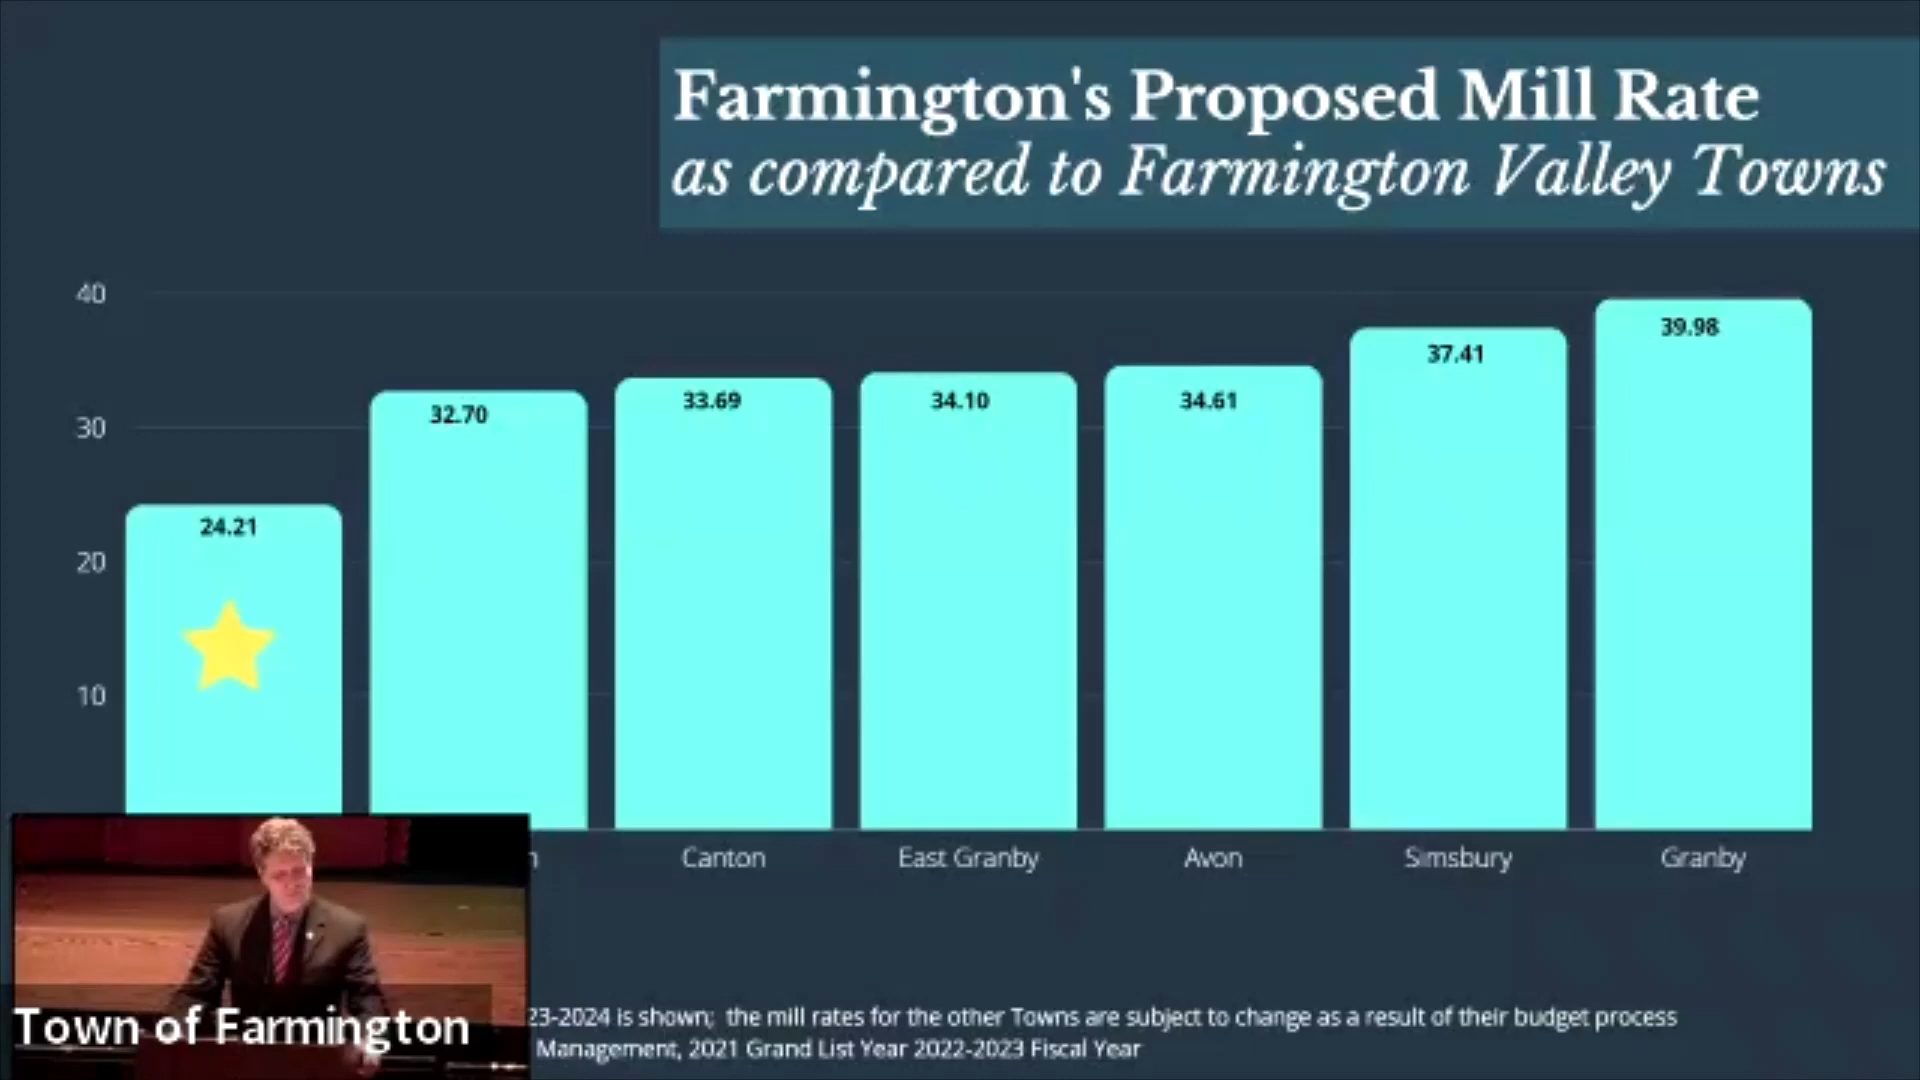 Farmington's Proposed Mill Rate
as compared to Farmington Valley Towns
40
30
20
10
24.21
32.70
33.69
34.10
34.61
37.41
39.98
n
Canton
East Granby
Avon
Simsbury
Granby
23-2024 is shown; the mill rates for the other Towns are subject to change as a result of their budget process
Management, 2021 Grand List Year 2022-2023 Fiscal Year
Town of Farmington